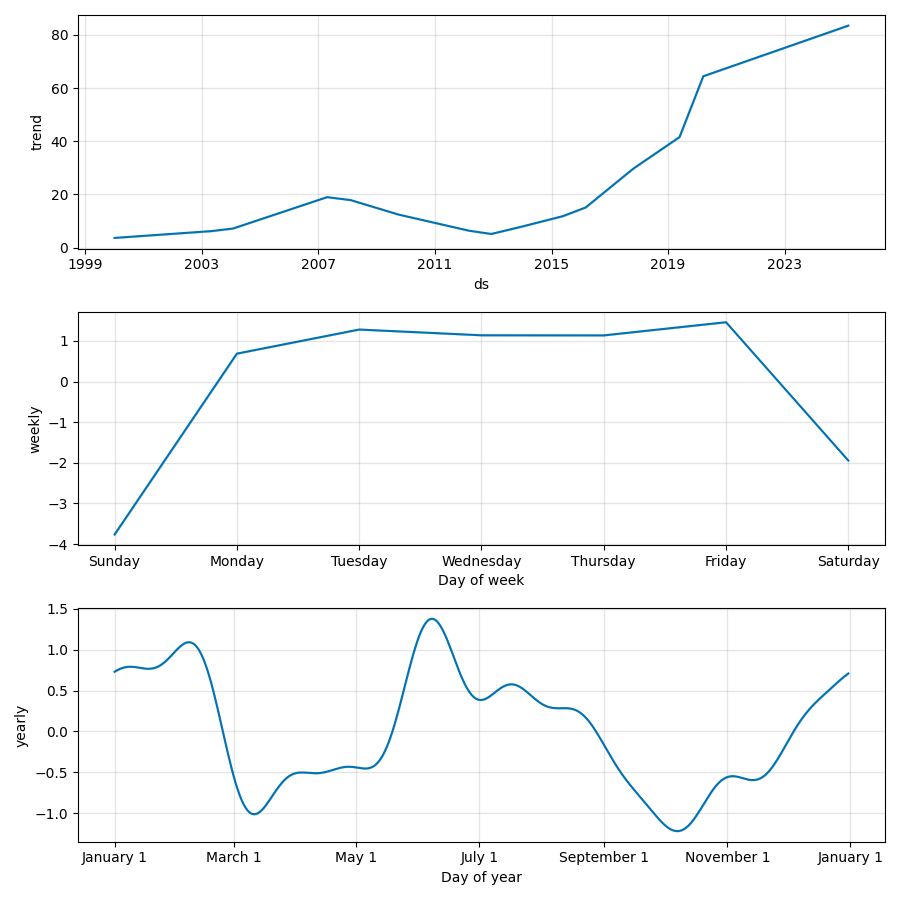 80
60
40
20
0
trend
1999 2003 2007 2011 2015 2019 2023
ds
1
0
−1
−2
−3
−4
weekly
Sunday Monday Tuesday Wednesday Thursday Friday Saturday
Day of week
1.5
1.0
0.5
0.0
−0.5
−1.0
yearly
January 1 March 1 May 1 July 1 September 1 November 1 January 1
Day of year